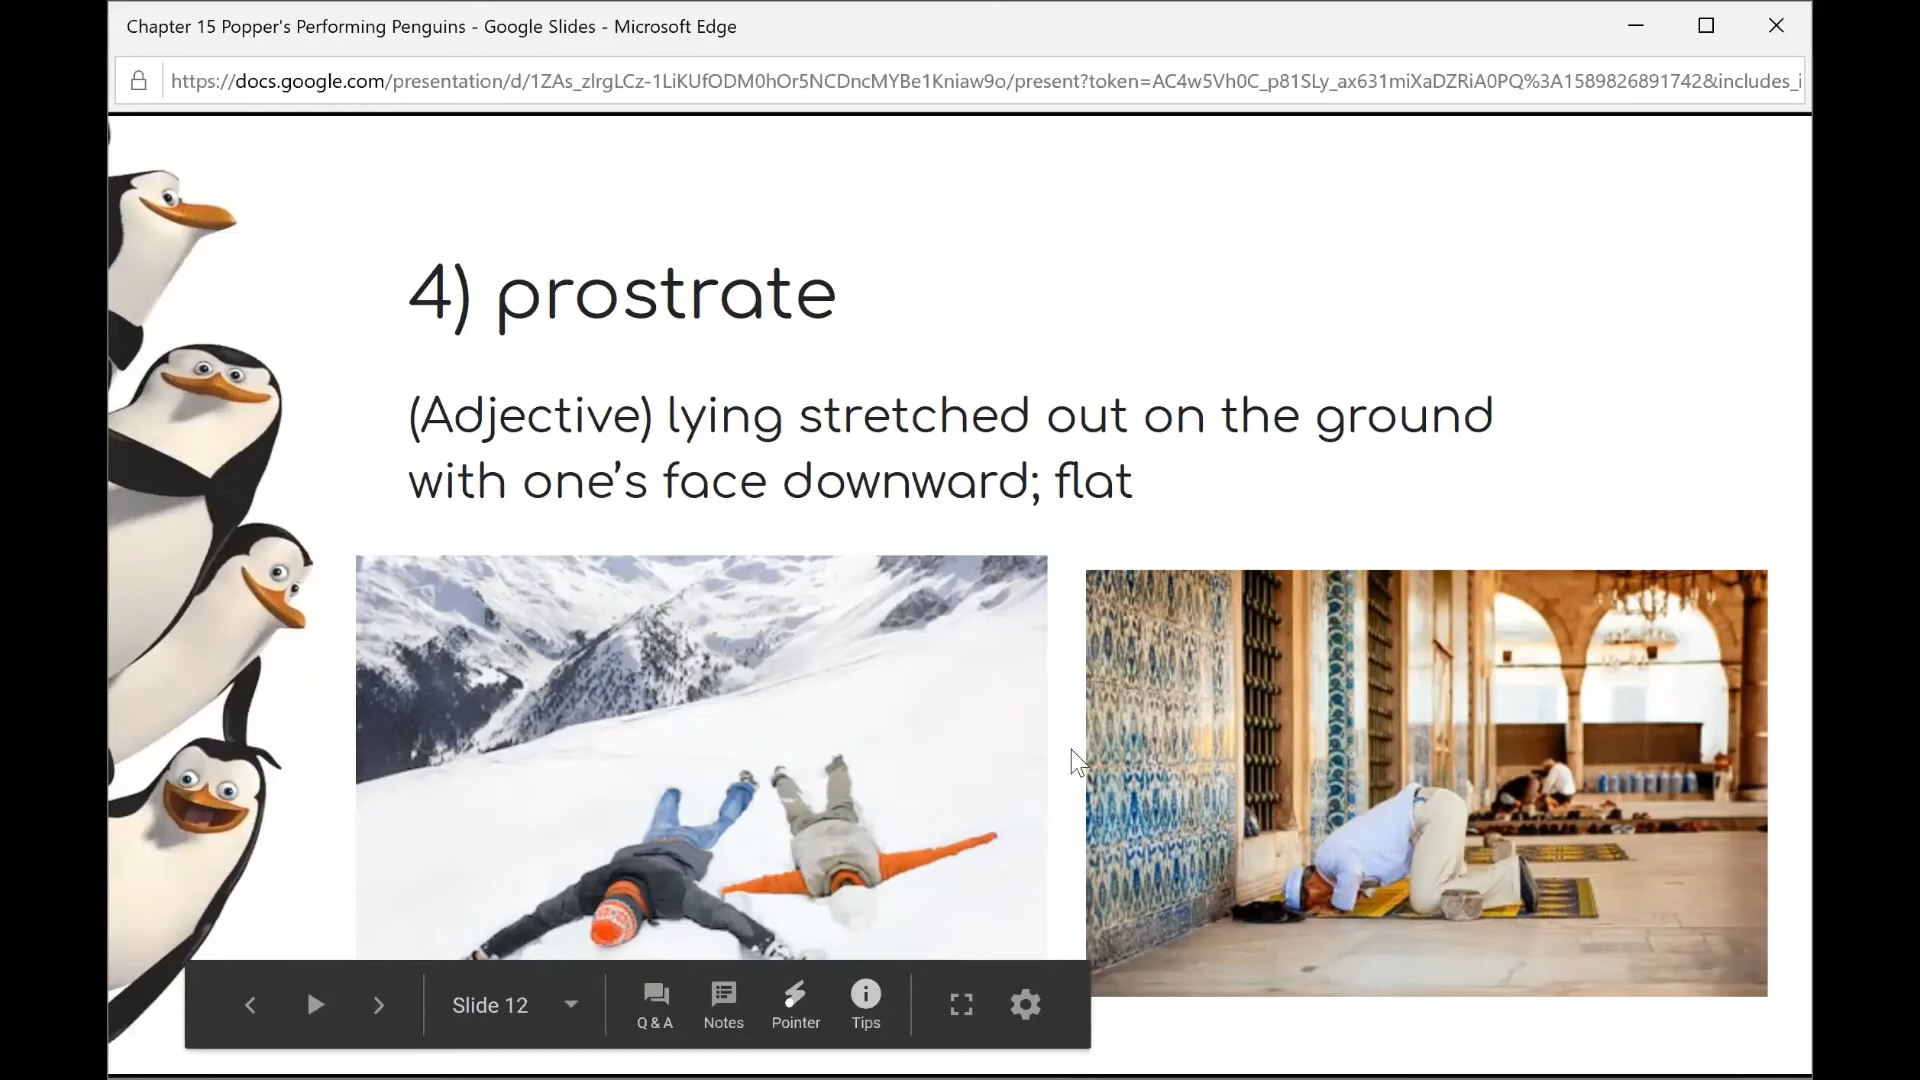 Chapter 15 Popper's Performing Penguins - Google Slides - Microsoft Edge
https://docs.google.com/presentation/d/1ZAs_zlrgLCz-1LiKUfODM0hOr5NCDncMYBe1Kniaw9o/present?token=AC4w5Vh0C_p81SLy_ax631miXaDZRiA0PQ%3A1589826891742&includes_i
4) prostrate
(Adjective) lying stretched out on the ground
with one’s face downward; flat
Slide 12
Q & A
Notes
Pointer
Tips